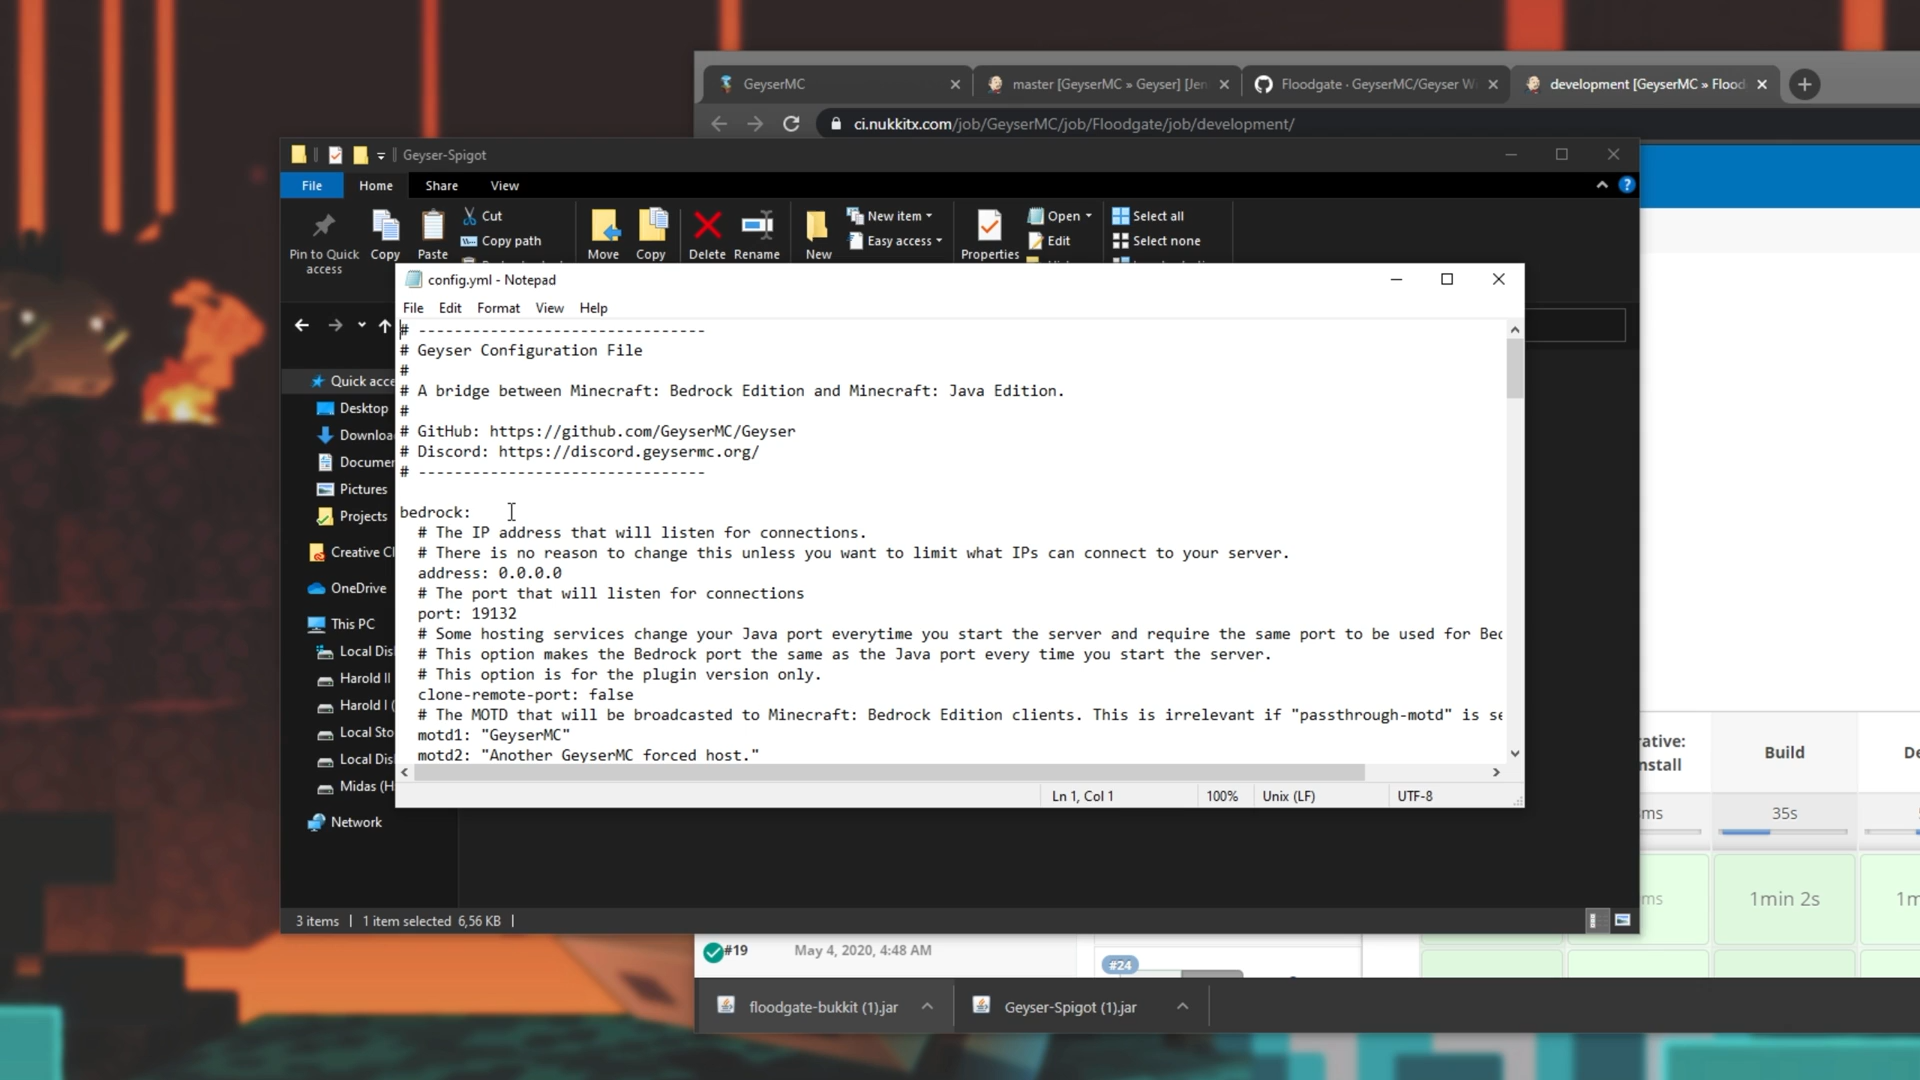 GeyserMC
master [GeyserMC » Geyser] [Jen
Floodgate · GeyserMC/Geyser W
development [GeyserMC » Flood
ci.nukkitx.com/job/GeyserMC/job/Floodgate/job/development/
Geyser-Spigot
File Home Share View
Pin to Quick access
Copy
Paste
Cut
Copy path
Move
Copy
Delete
Rename
New
New item
Easy access
Properties
Open
Edit
Select all
Select none
config.yml - Notepad
File Edit Format View Help
# --------------------------------
# Geyser Configuration File
#
# A bridge between Minecraft: Bedrock Edition and Minecraft: Java Edition.
#
# GitHub: https://github.com/GeyserMC/Geyser
# Discord: https://discord.geysermc.org/
# --------------------------------
bedrock:
# The IP address that will listen for connections.
# There is no reason to change this unless you want to limit what IPs can connect to your server.
address: 0.0.0.0
# The port that will listen for connections
port: 19132
# Some hosting services change your Java port everytime you start the server and require the same port to be used for Bed
# This option makes the Bedrock port the same as the Java port every time you start the server.
# This option is for the plugin version only.
clone-remote-port: false
# The MOTD that will be broadcasted to Minecraft: Bedrock Edition clients. This is irrelevant if "passthrough-motd" is se
motd1: "GeyserMC"
motd2: "Another GeyserMC forced host."
Ln 1, Col 1
100%
Unix (LF)
UTF-8
Quick acce
Desktop
Downloa
Documen
Pictures
Projects
Creative Cl
OneDrive
This PC
Local Dis
Harold II
Harold I (
Local Sto
Local Dis
Midas (H
Network
3 items 1 item selected 6,56 KB
rative:
nstall
Build
De
ms
35s
ms
1min 2s
1m
#19
May 4, 2020, 4:48 AM
#24
floodgate-bukkit (1).jar
Geyser-Spigot (1).jar